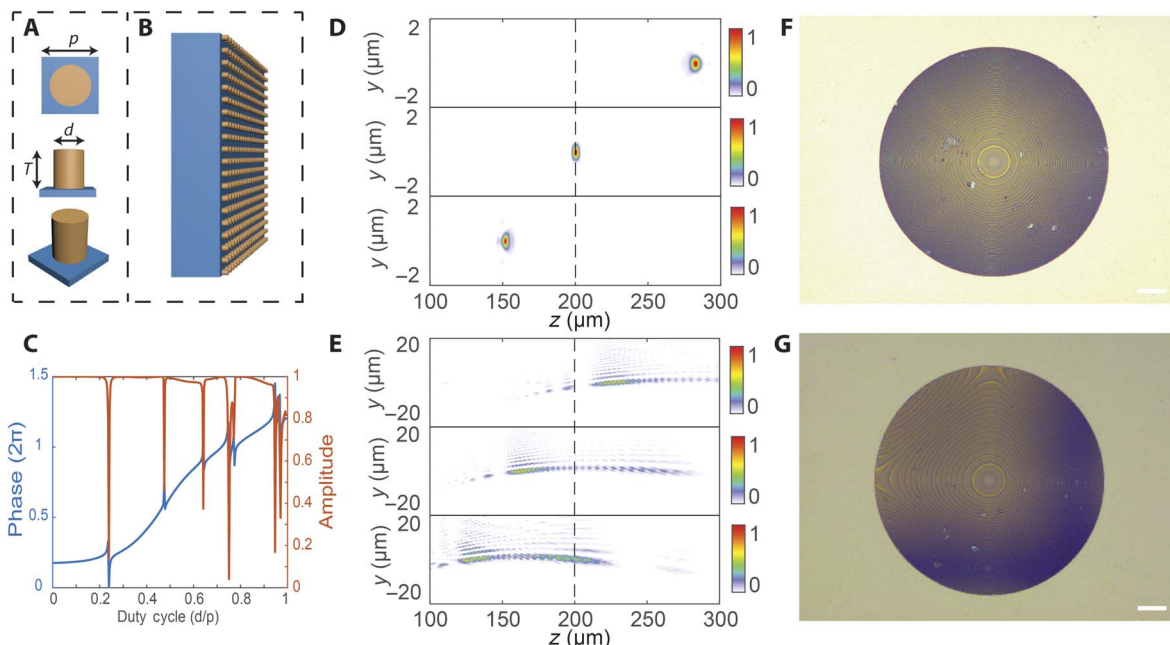 A
p
d
T
B
C
1.5
1
0.5
0
Phase (2π)
1
0.8
0.6
0.4
0.2
0
Amplitude
0 0.2 0.4 0.6 0.8 1
Duty cycle (d/p)
D
2
y (µm)
–2
1
0
2
y (µm)
–2
1
0
2
y (µm)
–2
1
0
100 150 200 250 300
z (µm)
E
20
y (µm)
–20
1
0
20
y (µm)
–20
1
0
20
y (µm)
–20
1
0
100 150 200 250 300
z (µm)
F
G